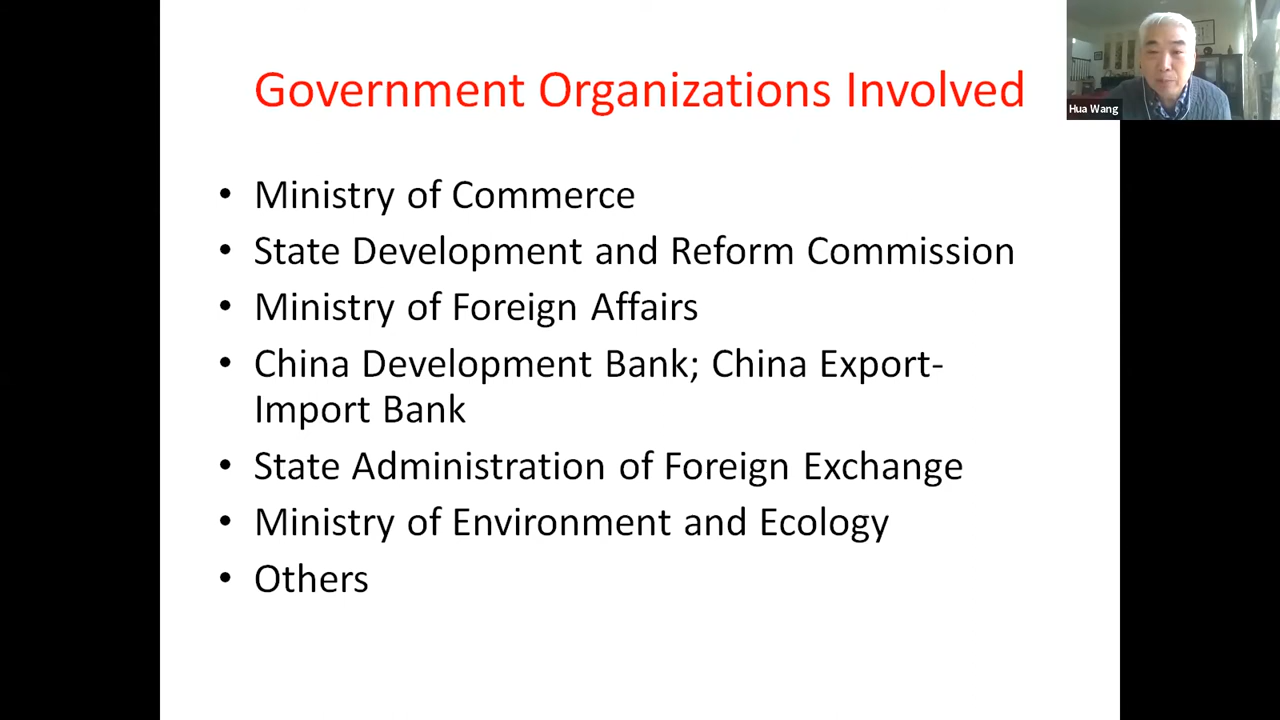 Government Organizations Involved
Hua Wang
• Ministry of Commerce
• State Development and Reform Commission
• Ministry of Foreign Affairs
• China Development Bank; China Export-
Import Bank
• State Administration of Foreign Exchange
• Ministry of Environment and Ecology
• Others